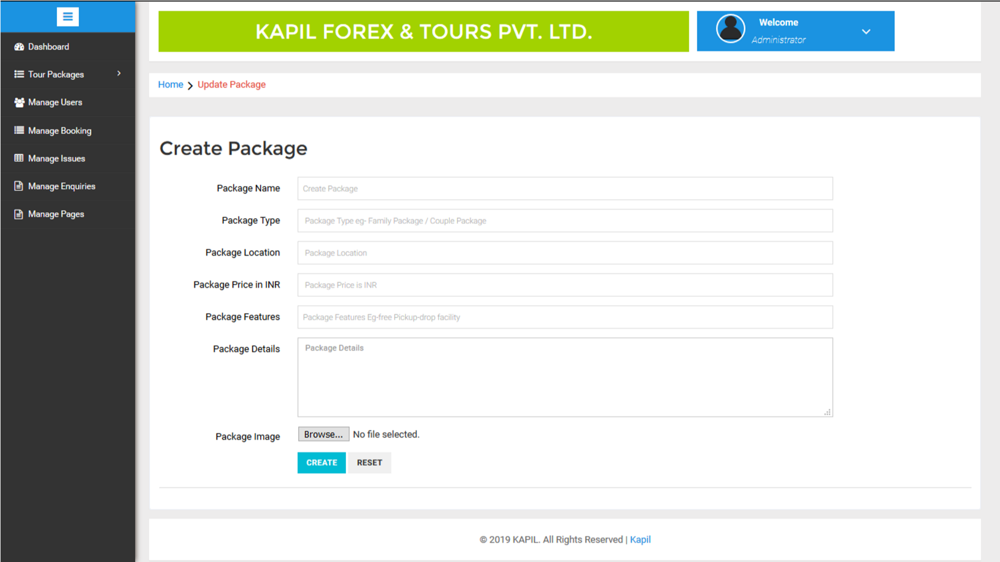 KAPIL FOREX & TOURS PVT. LTD.
Welcome
Administrator
Dashboard
Tour Packages
Manage Users
Manage Booking
Manage Issues
Manage Enquiries
Manage Pages
Home > Update Package
Create Package
Package Name Create Package
Package Type Package Type eg- Family Package / Couple Package
Package Location Package Location
Package Price in INR Package Price is INR
Package Features Package Features Eg-free Pickup-drop facility
Package Details Package Details
Package Image Browse... No file selected.
CREATE RESET
© 2019 KAPIL. All Rights Reserved | Kapil